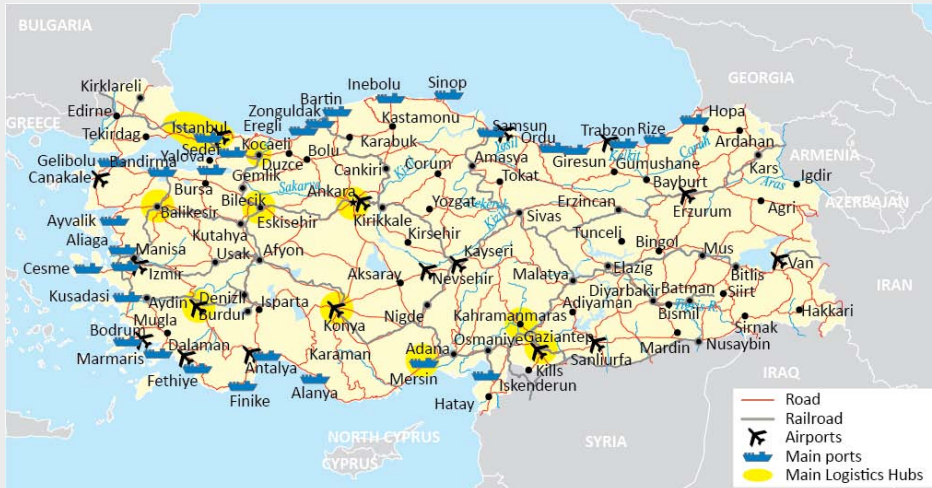 BULGARIA
GEORGIA
GREECE
ARMENIA
AZERBAIJAN
IRAN
IRAQ
SYRIA
NORTH CYPRUS
CYPRUS
Kirklareli
Edirne
Tekirdag
Istanbul
Sedef
Kocaeli
Gelibolu
Bandirma
Yalova
Canakale
Gemlik
Bursa
Duzce
Bolu
Eregli
Zonguldak
Bartin
Inebolu
Sinop
Kastamonu
Karabuk
Cankiri
Corum
Samsun
Ordu
Amasya
Tokat
Trabzon
Rize
Hopa
Giresun
Gumushane
Bayburt
Ardahan
Kars
Igdir
Aras
Coruh
Kelkit
Sakarya
Balikesir
Bilecik
Eskisehir
Ankara
Kirikkale
Yozgat
Sivas
Erzincan
Erzurum
Agri
Ayvalik
Kutahya
Kirsehir
Tunceli
Bingol
Mus
Aliaga
Manisa
Usak
Afyon
Kayseri
Nevsehir
Malatya
Elazig
Bitlis
Van
Cesme
Izmir
Aksaray
Diyarbakir
Batman
Siirt
Tigris R.
Kusadasi
Aydin
Denizli
Isparta
Burdur
Konya
Nigde
Kahramanmaras
Adiyaman
Bismil
Sirnak
Hakkari
Bodrum
Mugla
Dalaman
Gaziantep
Osmaniye
Sanliurfa
Mardin
Nusaybin
Marmaris
Antalya
Karaman
Adana
Kills
Fethiye
Finike
Alanya
Mersin
Iskenderun
Hatay
Road
Railroad
Airports
Main ports
Main Logistics Hubs